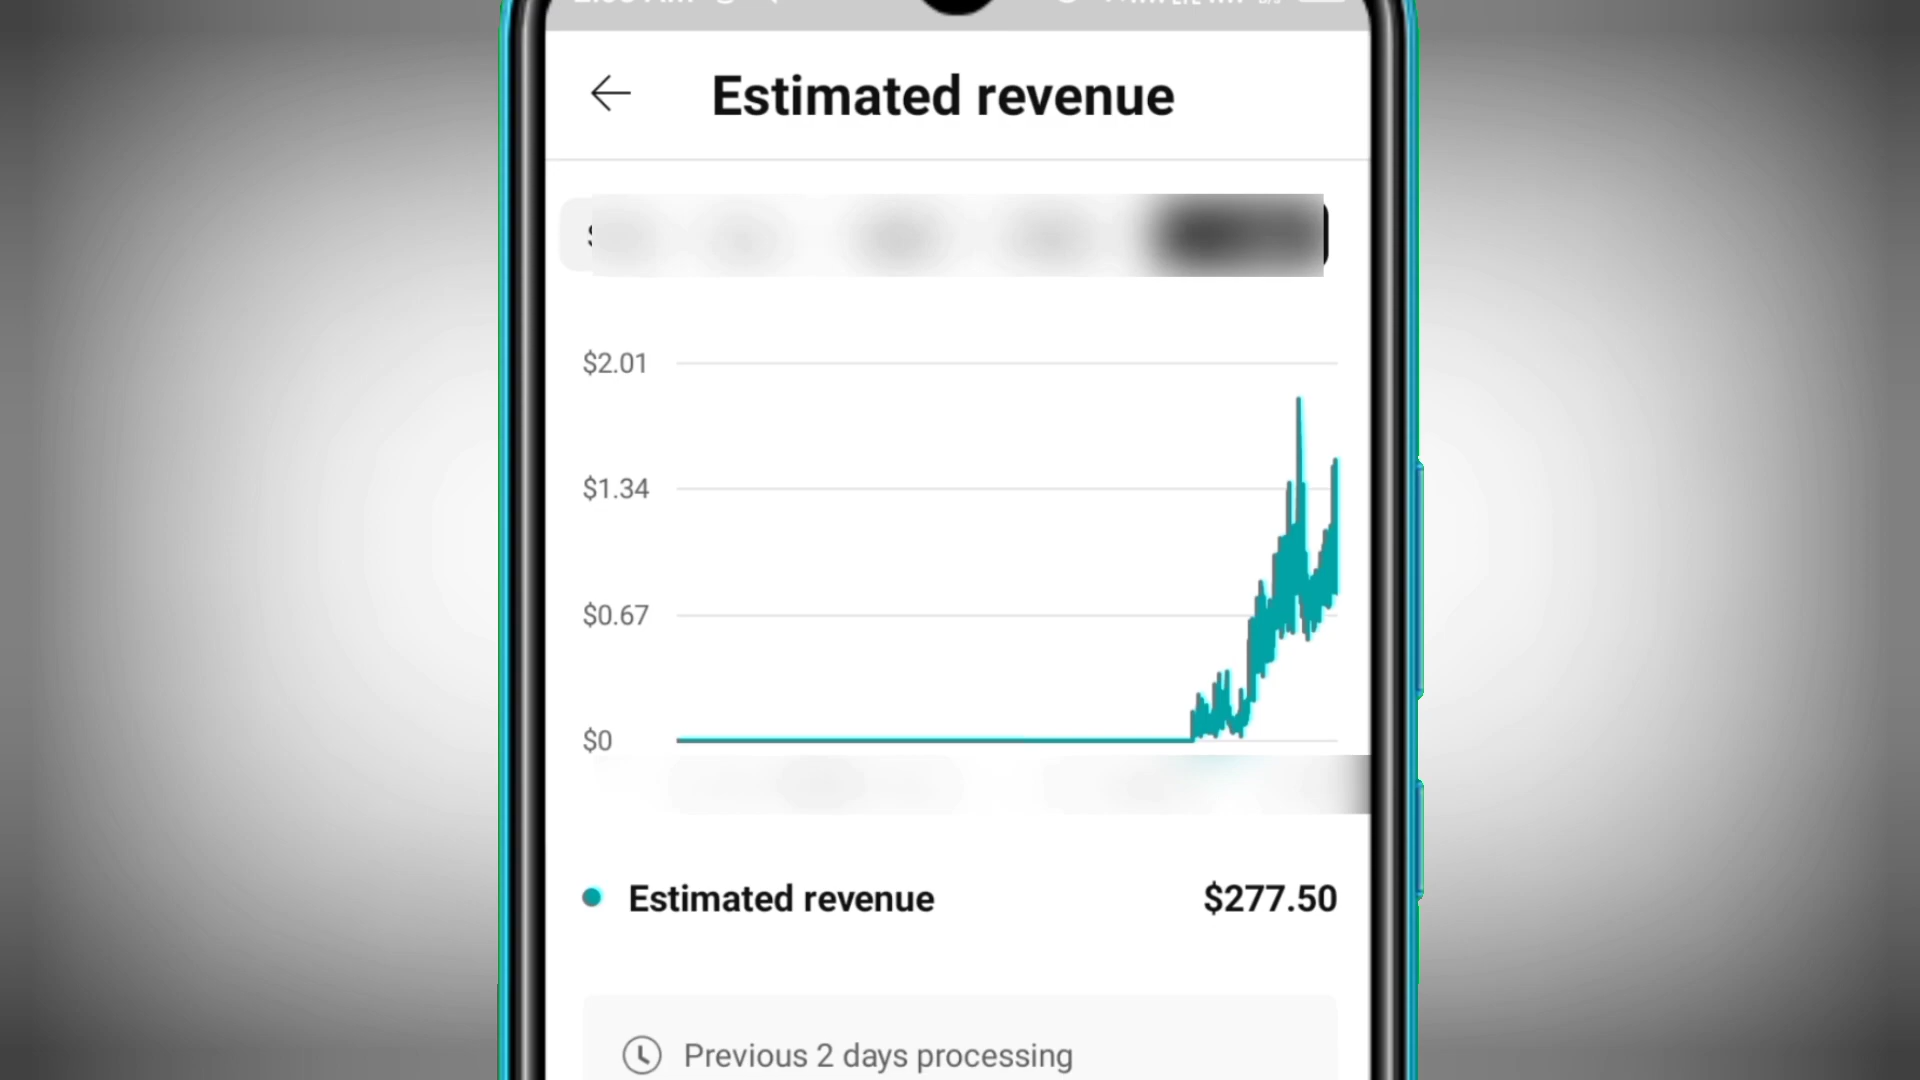 Estimated revenue
$2.01
$1.34
$0.67
$0
Estimated revenue $277.50
Previous 2 days processing